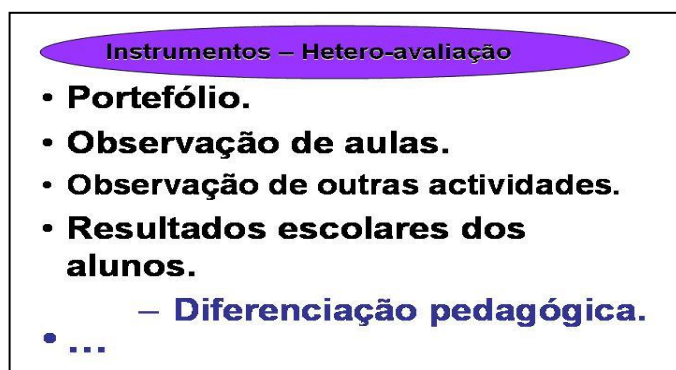 Instrumentos – Hetero-avaliação
• Portefólio.
• Observação de aulas.
• Observação de outras actividades.
• Resultados escolares dos
alunos.
– Diferenciação pedagógica.
• ...